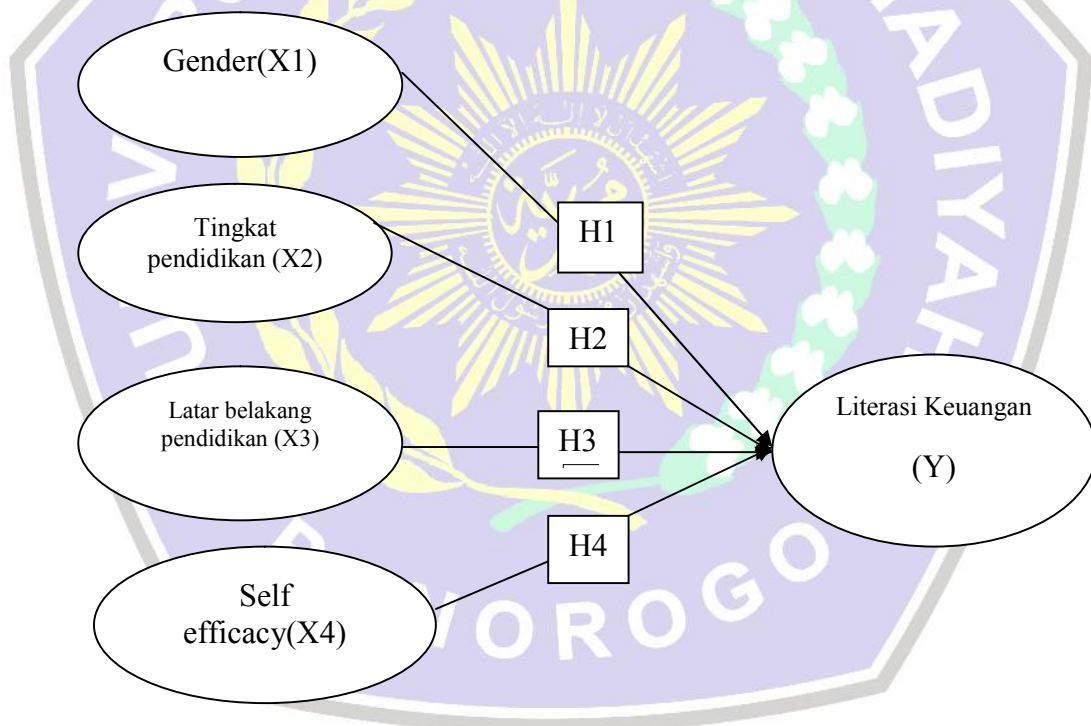 Gender(X1)
Tingkat
pendidikan (X2)
Latar belakang
pendidikan (X3)
Self
efficacy(X4)
H1
H2
H3
H4
Literasi Keuangan
(Y)